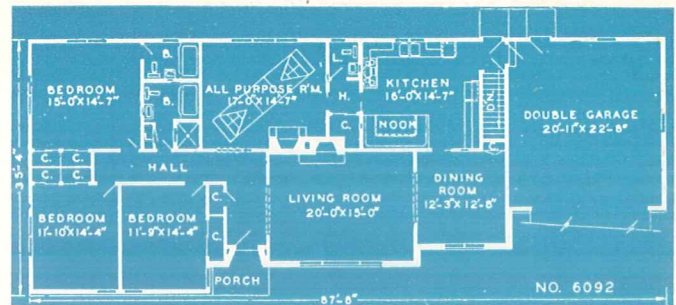 B.
L.
BEDROOM
15'-0"X14'-7"
ALL PURPOSE R'M.
17'-0"X14'-7"
KITCHEN
16'-0"X14'-7"
B.
H.
DN.
DOUBLE GARAGE
20'-11"X22'-8"
C.
NOOK
C.
C.
C.
HALL
C.
C.
C.
35'-4"
BEDROOM
11'-10"X14'-4"
BEDROOM
11'-9"X14'-4"
C.
C.
LIVING ROOM
20'-0"X15'-0"
DINING
ROOM
12'-3"X12'-8"
PORCH
NO. 6092
87'-8"